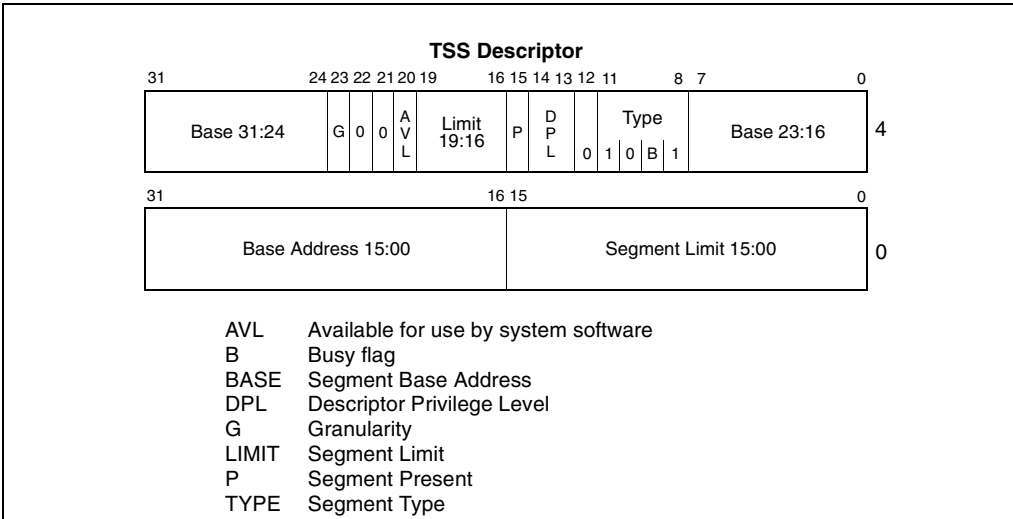 TSS Descriptor
31 24 23 22 21 20 19 16 15 14 13 12 11 8 7 0
Base 31:24 G 0 0 AVL Limit 19:16 P DPL 0 Type 1 0 B 1 Base 23:16 4
31 16 15 0
Base Address 15:00 Segment Limit 15:00 0
AVL Available for use by system software
B Busy flag
BASE Segment Base Address
DPL Descriptor Privilege Level
G Granularity
LIMIT Segment Limit
P Segment Present
TYPE Segment Type